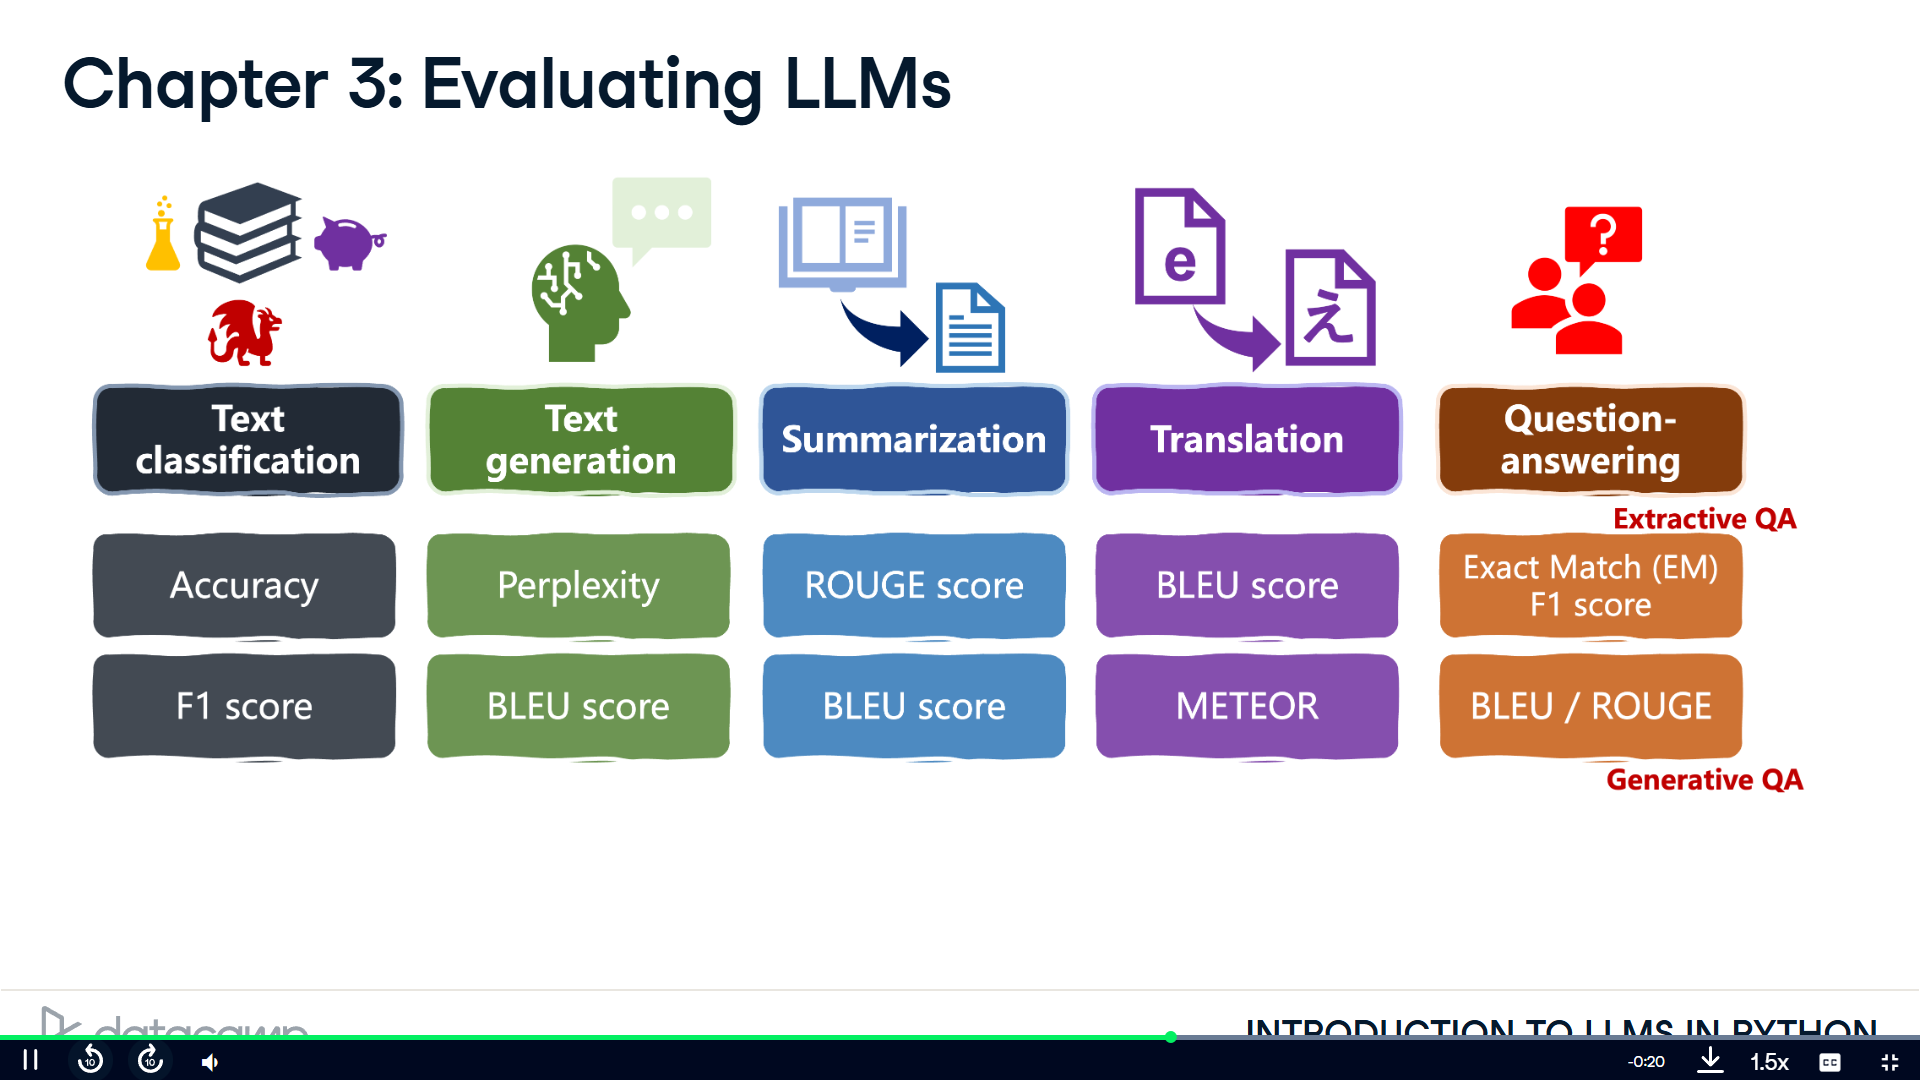 Chapter 3: Evaluating LLMs
?
e
え
Text
classification
Text
generation
Summarization
Translation
Question-
answering
Extractive QA
Accuracy
Perplexity
ROUGE score
BLEU score
Exact Match (EM)
F1 score
F1 score
BLEU score
BLEU score
METEOR
BLEU / ROUGE
Generative QA
datacamp
INTRODUCTION TO LLMS IN PYTHON
10
10
-0:20
1.5x
CC